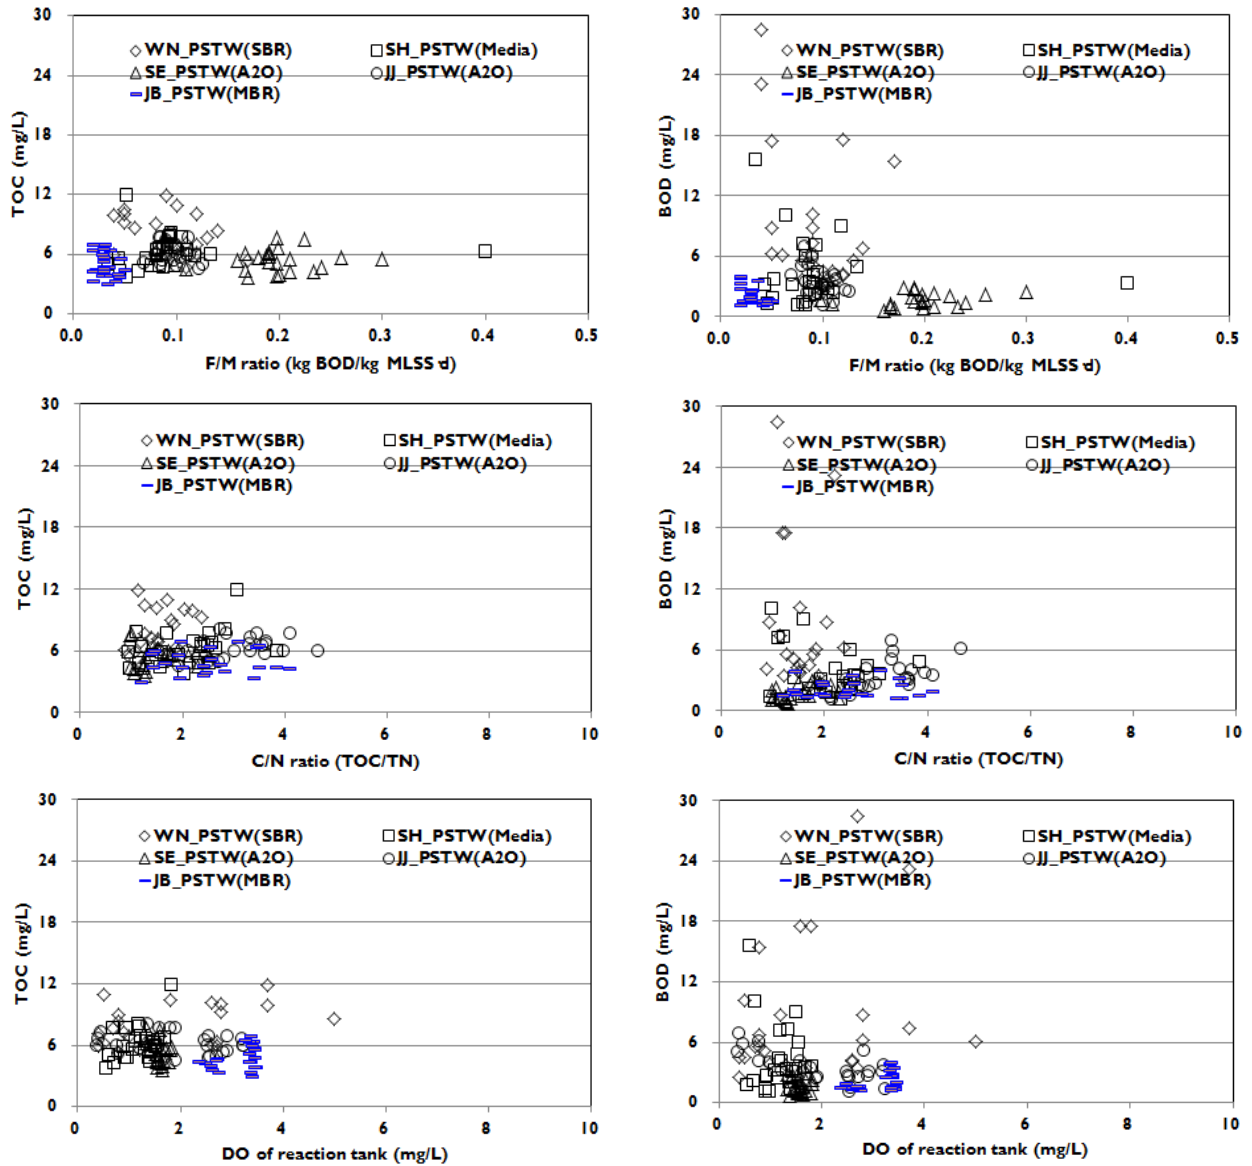 30
24
18
12
6
0
TOC (mg/L)
WN_PSTW(SBR)
SH_PSTW(Media)
SE_PSTW(A2O)
JJ_PSTW(A2O)
JB_PSTW(MBR)
0.0 0.1 0.2 0.3 0.4 0.5
F/M ratio (kg BOD/kg MLSS·d)
30
24
18
12
6
0
BOD (mg/L)
WN_PSTW(SBR)
SH_PSTW(Media)
SE_PSTW(A2O)
JJ_PSTW(A2O)
JB_PSTW(MBR)
0.0 0.1 0.2 0.3 0.4 0.5
F/M ratio (kg BOD/kg MLSS·d)
30
24
18
12
6
0
TOC (mg/L)
WN_PSTW(SBR)
SH_PSTW(Media)
SE_PSTW(A2O)
JJ_PSTW(A2O)
JB_PSTW(MBR)
0 2 4 6 8 10
C/N ratio (TOC/TN)
30
24
18
12
6
0
BOD (mg/L)
WN_PSTW(SBR)
SH_PSTW(Media)
SE_PSTW(A2O)
JJ_PSTW(A2O)
JB_PSTW(MBR)
0 2 4 6 8 10
C/N ratio (TOC/TN)
30
24
18
12
6
0
TOC (mg/L)
WN_PSTW(SBR)
SH_PSTW(Media)
SE_PSTW(A2O)
JJ_PSTW(A2O)
JB_PSTW(MBR)
0 2 4 6 8 10
DO of reaction tank (mg/L)
30
24
18
12
6
0
BOD (mg/L)
WN_PSTW(SBR)
SH_PSTW(Media)
SE_PSTW(A2O)
JJ_PSTW(A2O)
JB_PSTW(MBR)
0 2 4 6 8 10
DO of reaction tank (mg/L)